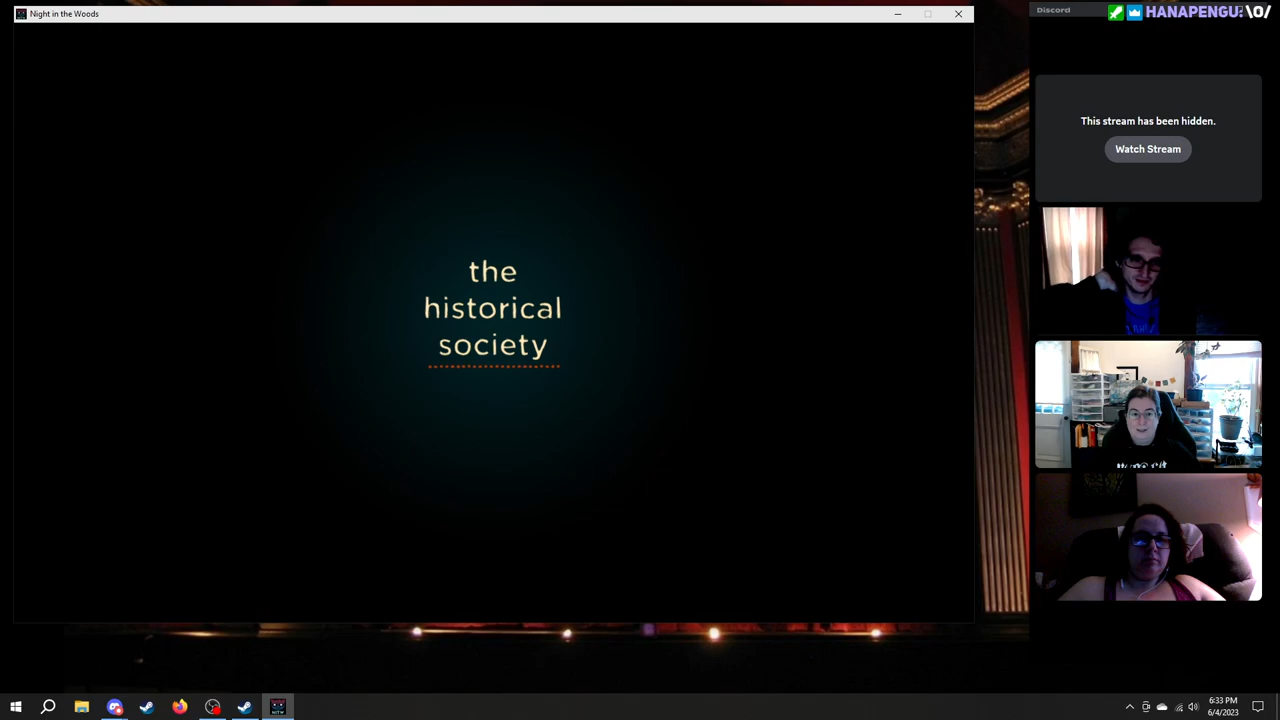 Night in the Woods
Discord
HANAPENGU! \O/
This stream has been hidden.
Watch Stream
the
historical
society
6:33 PM
6/4/2023